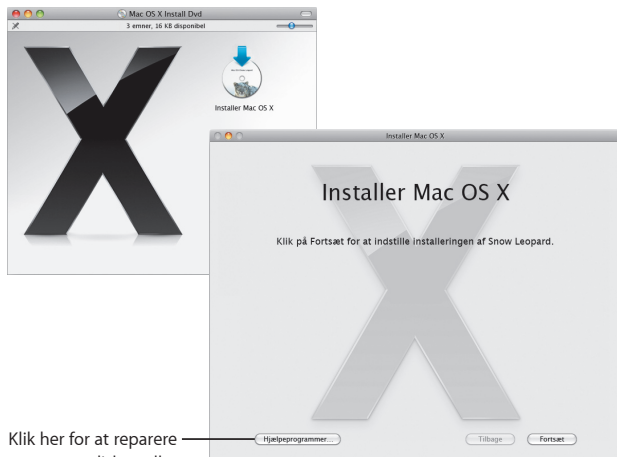 Mac OS X Install Dvd
3 emner, 16 KB disponibel
Installer Mac OS X
Installer Mac OS X
Installer Mac OS X
Klik på Fortsæt for at indstille installeringen af Snow Leopard.
Klik her for at reparere
Hjælpeprogrammer...
Tilbage
Fortsæt